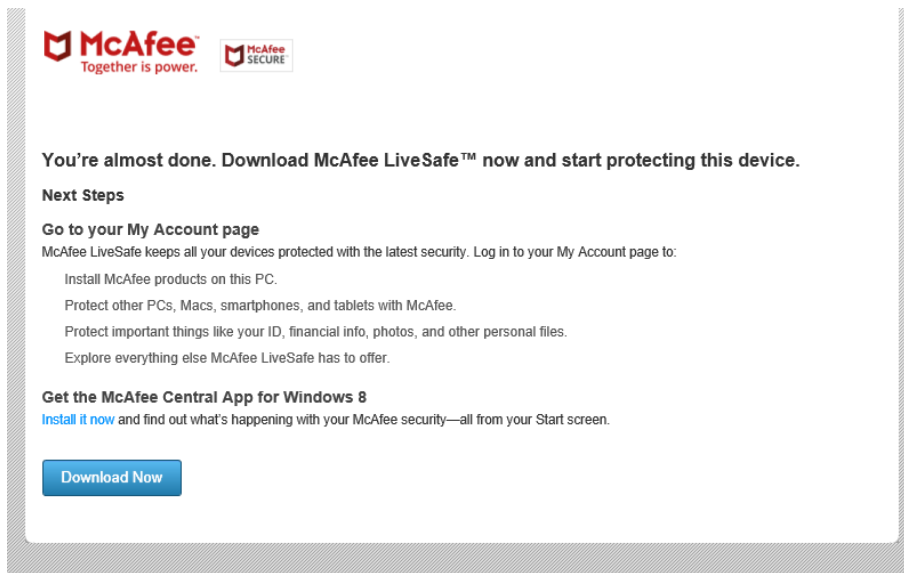 McAfee™
Together is power.
McAfee
SECURE™
You're almost done. Download McAfee LiveSafe™ now and start protecting this device.
Next Steps
Go to your My Account page
McAfee LiveSafe keeps all your devices protected with the latest security. Log in to your My Account page to:
Install McAfee products on this PC.
Protect other PCs, Macs, smartphones, and tablets with McAfee.
Protect important things like your ID, financial info, photos, and other personal files.
Explore everything else McAfee LiveSafe has to offer.
Get the McAfee Central App for Windows 8
Install it now and find out what's happening with your McAfee security—all from your Start screen.
Download Now